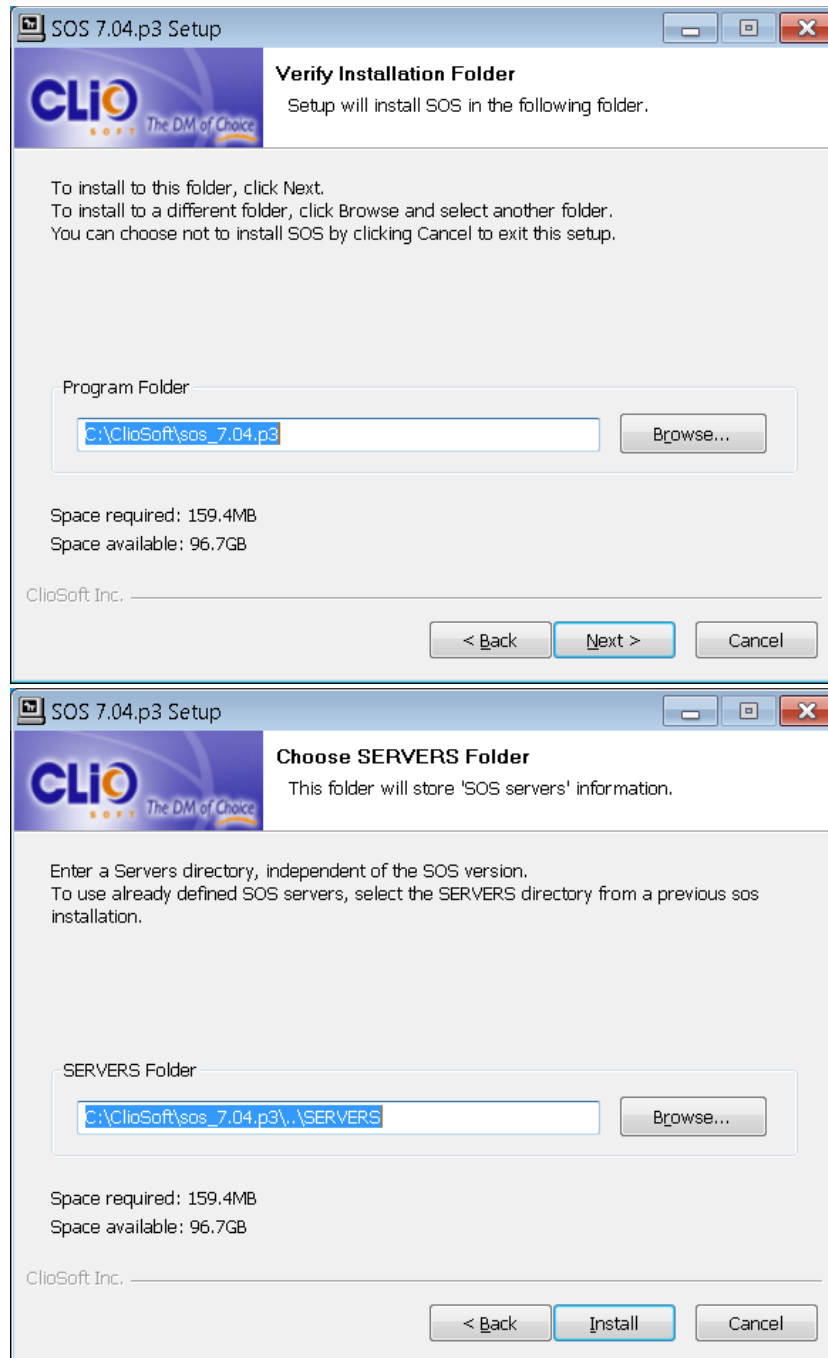 SOS 7.04.p3 Setup
CLiO
SOFT
The DM of Choice
Verify Installation Folder
Setup will install SOS in the following folder.
To install to this folder, click Next.
To install to a different folder, click Browse and select another folder.
You can choose not to install SOS by clicking Cancel to exit this setup.
Program Folder
C:\ClioSoft\sos_7.04.p3
Browse...
Space required: 159.4MB
Space available: 96.7GB
ClioSoft Inc.
< Back
Next >
Cancel
SOS 7.04.p3 Setup
CLiO
SOFT
The DM of Choice
Choose SERVERS Folder
This folder will store 'SOS servers' information.
Enter a Servers directory, independent of the SOS version.
To use already defined SOS servers, select the SERVERS directory from a previous sos
installation.
SERVERS Folder
C:\ClioSoft\sos_7.04.p3\..\SERVERS
Browse...
Space required: 159.4MB
Space available: 96.7GB
ClioSoft Inc.
< Back
Install
Cancel